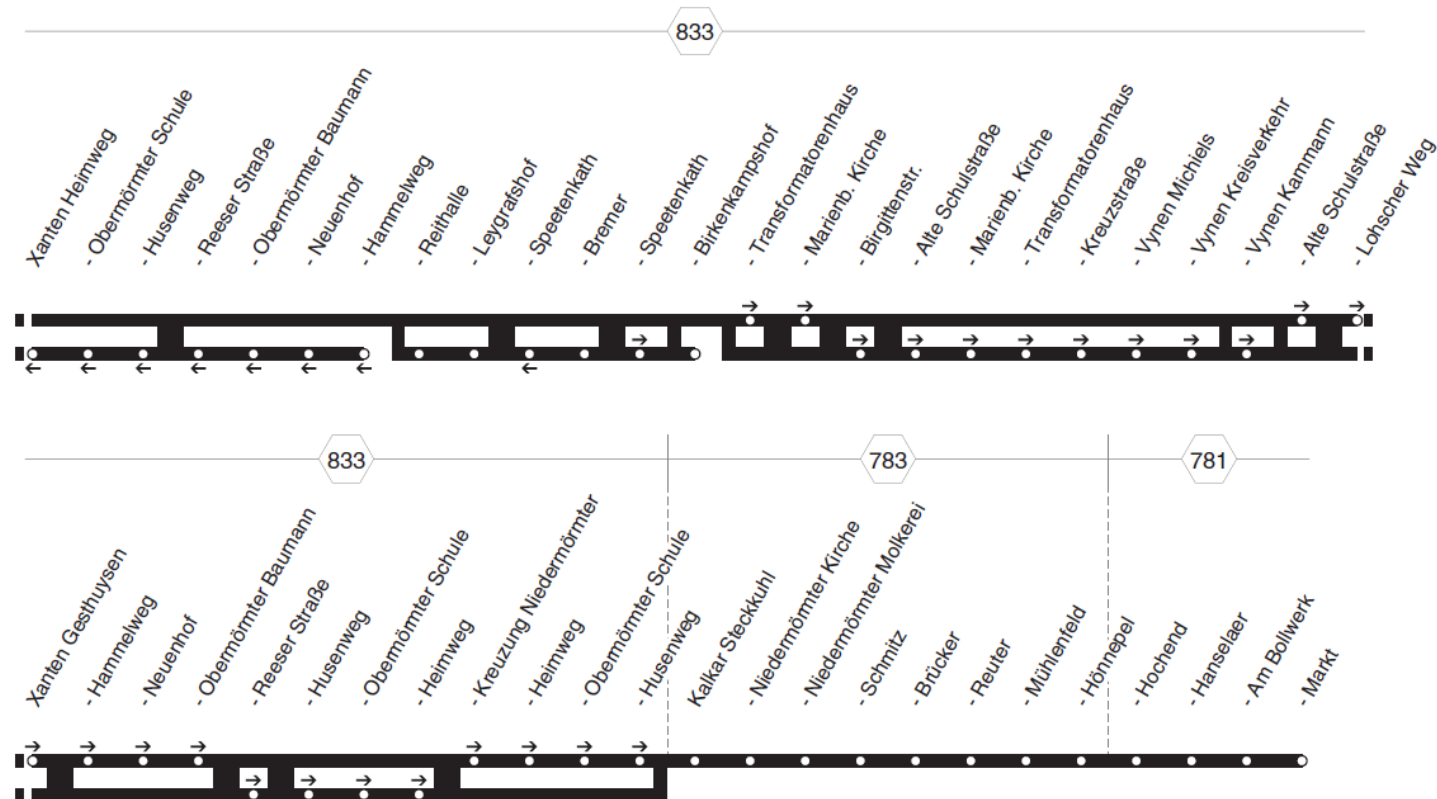 833
Xanten Heimweg
- Obermörmter Schule
- Husenweg
- Reeser Straße
- Obermörmter Baumann
- Neuenhof
- Hammelweg
- Reithalle
- Leygrafshof
- Speetenkath
- Bremer
- Speetenkath
- Birkenkampshof
- Transformatorenhaus
- Marienb. Kirche
- Birgittenstr.
- Alte Schulstraße
- Marienb. Kirche
- Transformatorenhaus
- Kreuzstraße
- Vynen Michiels
- Vynen Kreisverkehr
- Vynen Kammann
- Alte Schulstraße
- Lohscher Weg
833
783
781
Xanten Gesthuysen
- Hammelweg
- Neuenhof
- Obermörmter Baumann
- Reeser Straße
- Husenweg
- Obermörmter Schule
- Heimweg
- Kreuzung Niedermörmter
- Heimweg
- Obermörmter Schule
- Husenweg
Kalkar Steckkuhl
- Niedermörmter Kirche
- Niedermörmter Molkerei
- Schmitz
- Brücker
- Reuter
- Mühlenfeld
- Hönnepel
- Hochend
- Hanselaer
- Am Bollwerk
- Markt